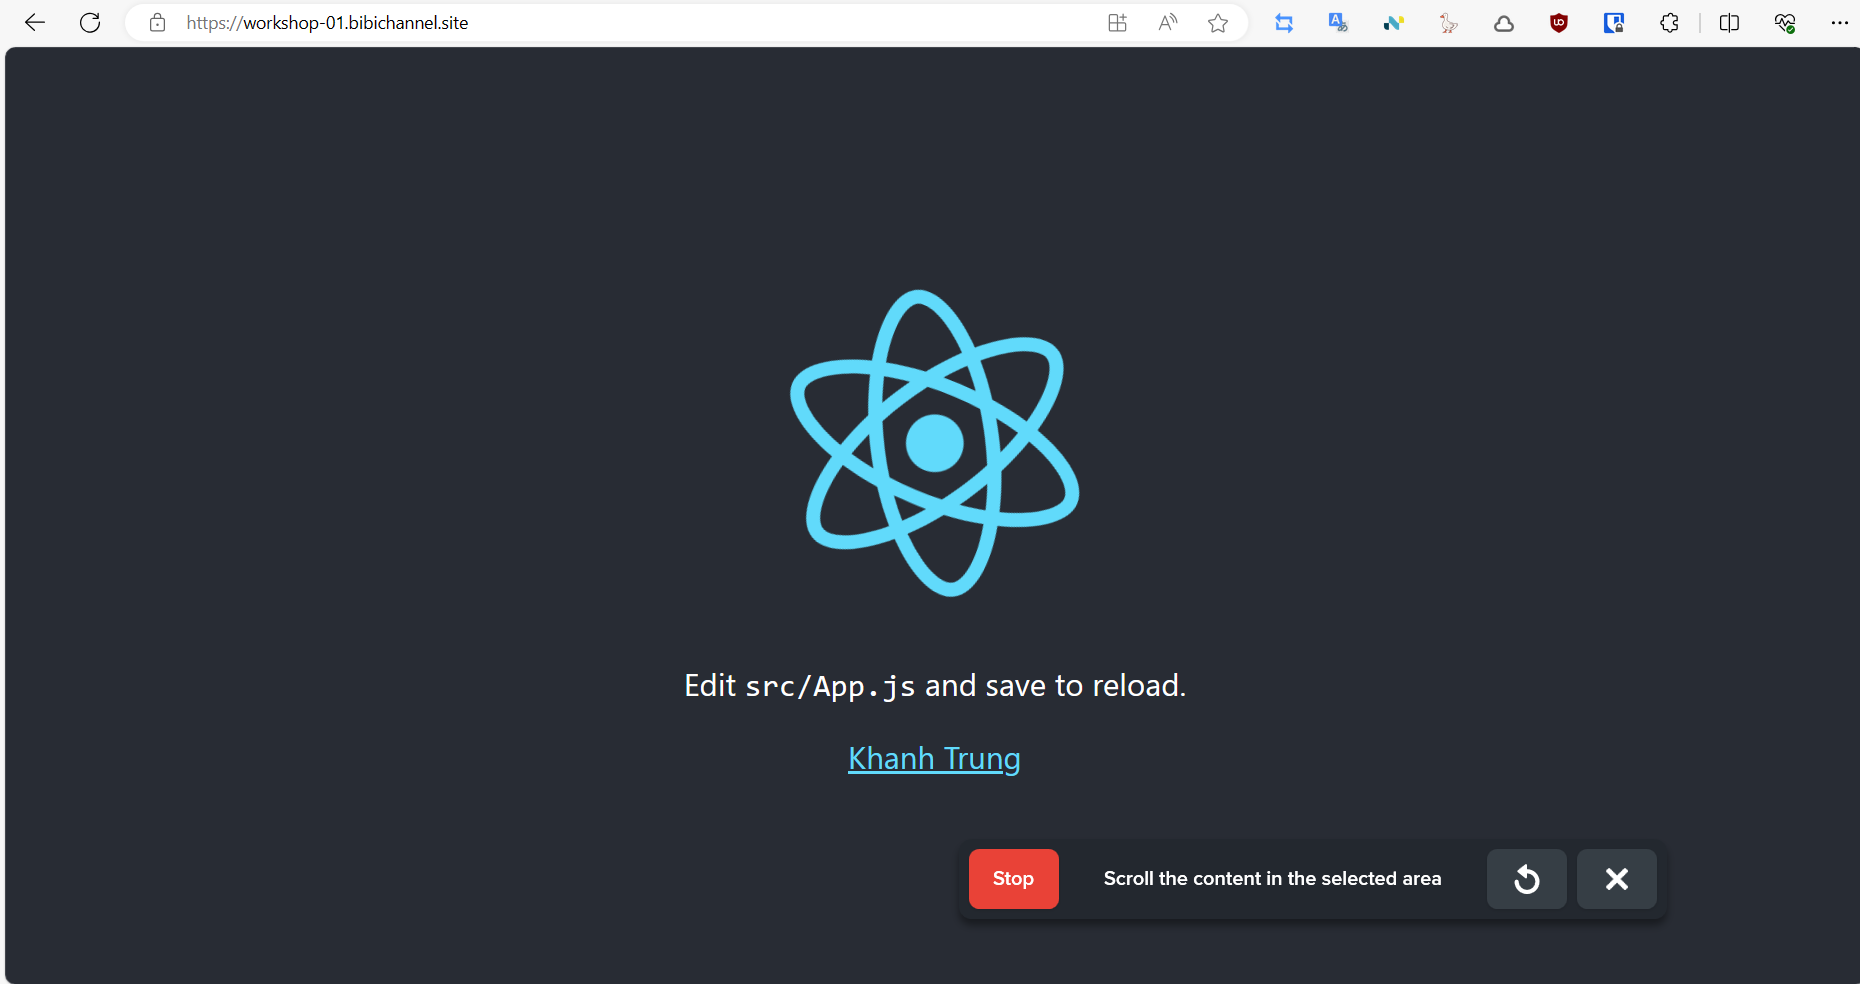 https://workshop-01.bibichannel.site
Edit src/App.js and save to reload.
Khanh Trung
Stop
Scroll the content in the selected area